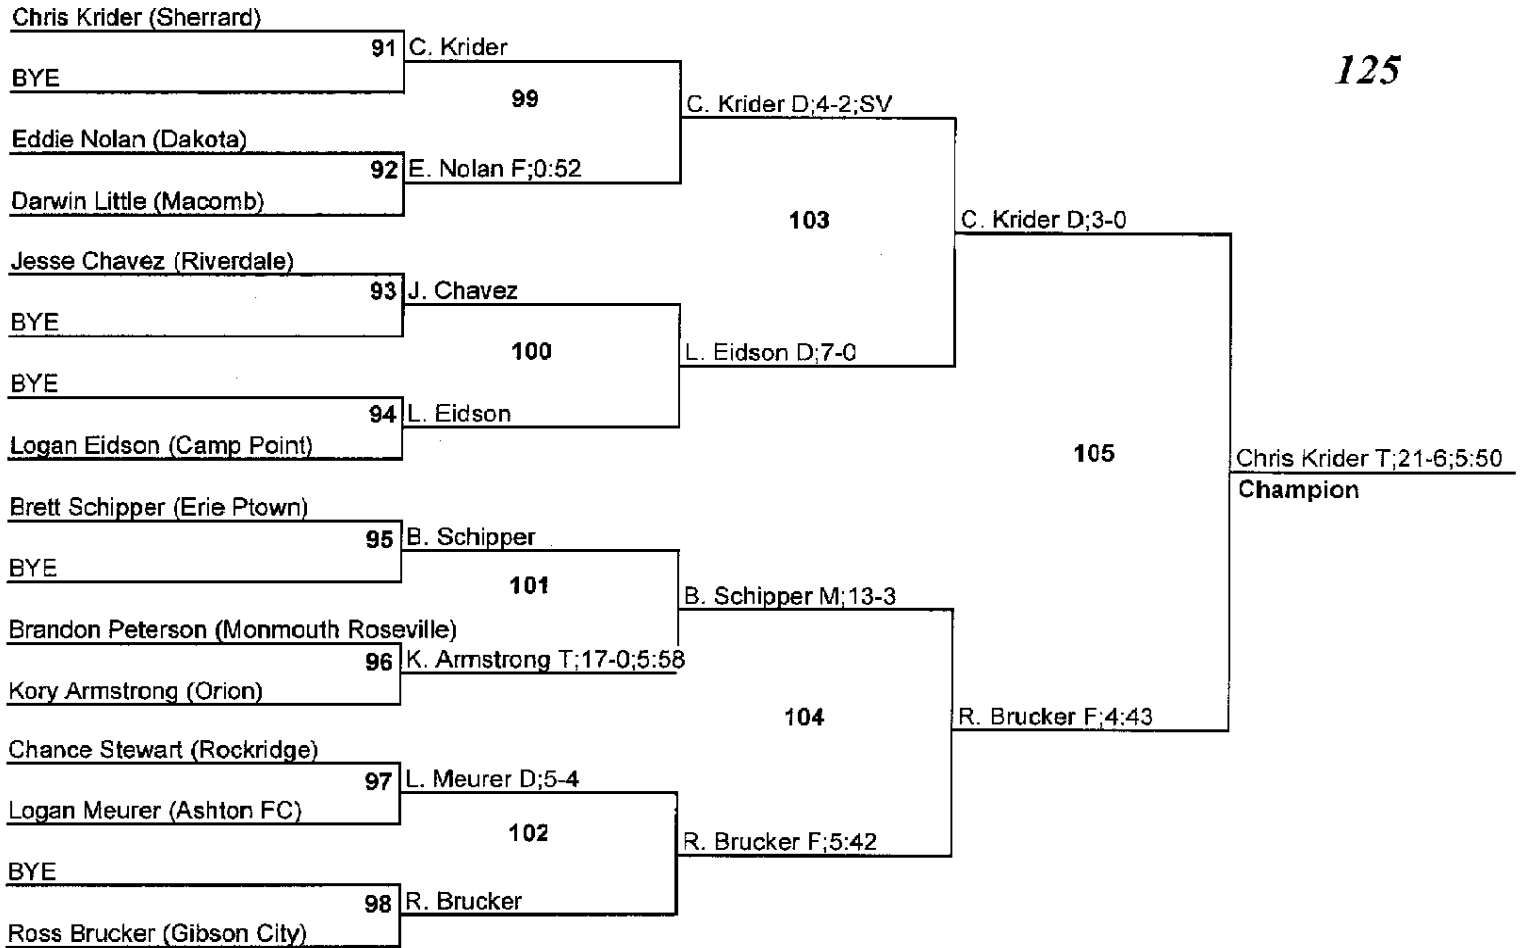 Chris Krider (Sherrard)
91 C. Krider
BYE
125
99
C. Krider D;4-2;SV
Eddie Nolan (Dakota)
92 E. Nolan F;0:52
Darwin Little (Macomb)
103
C. Krider D;3-0
Jesse Chavez (Riverdale)
93 J. Chavez
BYE
100
L. Eidson D;7-0
BYE
94 L. Eidson
Logan Eidson (Camp Point)
105
Chris Krider T;21-6;5:50
Champion
Brett Schipper (Erie Ptown)
95 B. Schipper
BYE
101
B. Schipper M;13-3
Brandon Peterson (Monmouth Roseville)
96 K. Armstrong T;17-0;5:58
Kory Armstrong (Orion)
104
R. Brucker F;4:43
Chance Stewart (Rockridge)
97 L. Meurer D;5-4
Logan Meurer (Ashton FC)
102
R. Brucker F;5:42
BYE
98 R. Brucker
Ross Brucker (Gibson City)